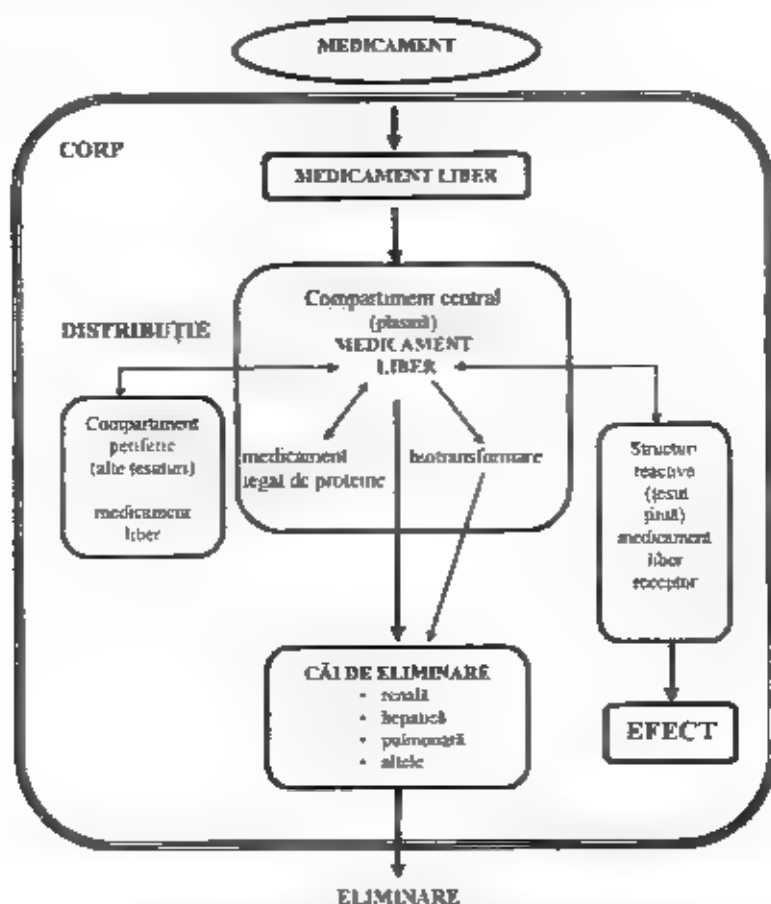 MEDICAMENT
CORP
MEDICAMENT LIBER
Compartiment central
(plasmă)
MEDICAMENT
LIBER
DISTRIBUȚIE
Compartiment
periferic
(alte țesuturi)
medicament
liber
medicament
legat de proteine
biotransformare
Structuri
reactive
(țesut
țintă)
medicament
liber
receptor
CĂI DE ELIMINARE
• renală
• hepatică
• pulmonară
• altele
EFECT
ELIMINARE